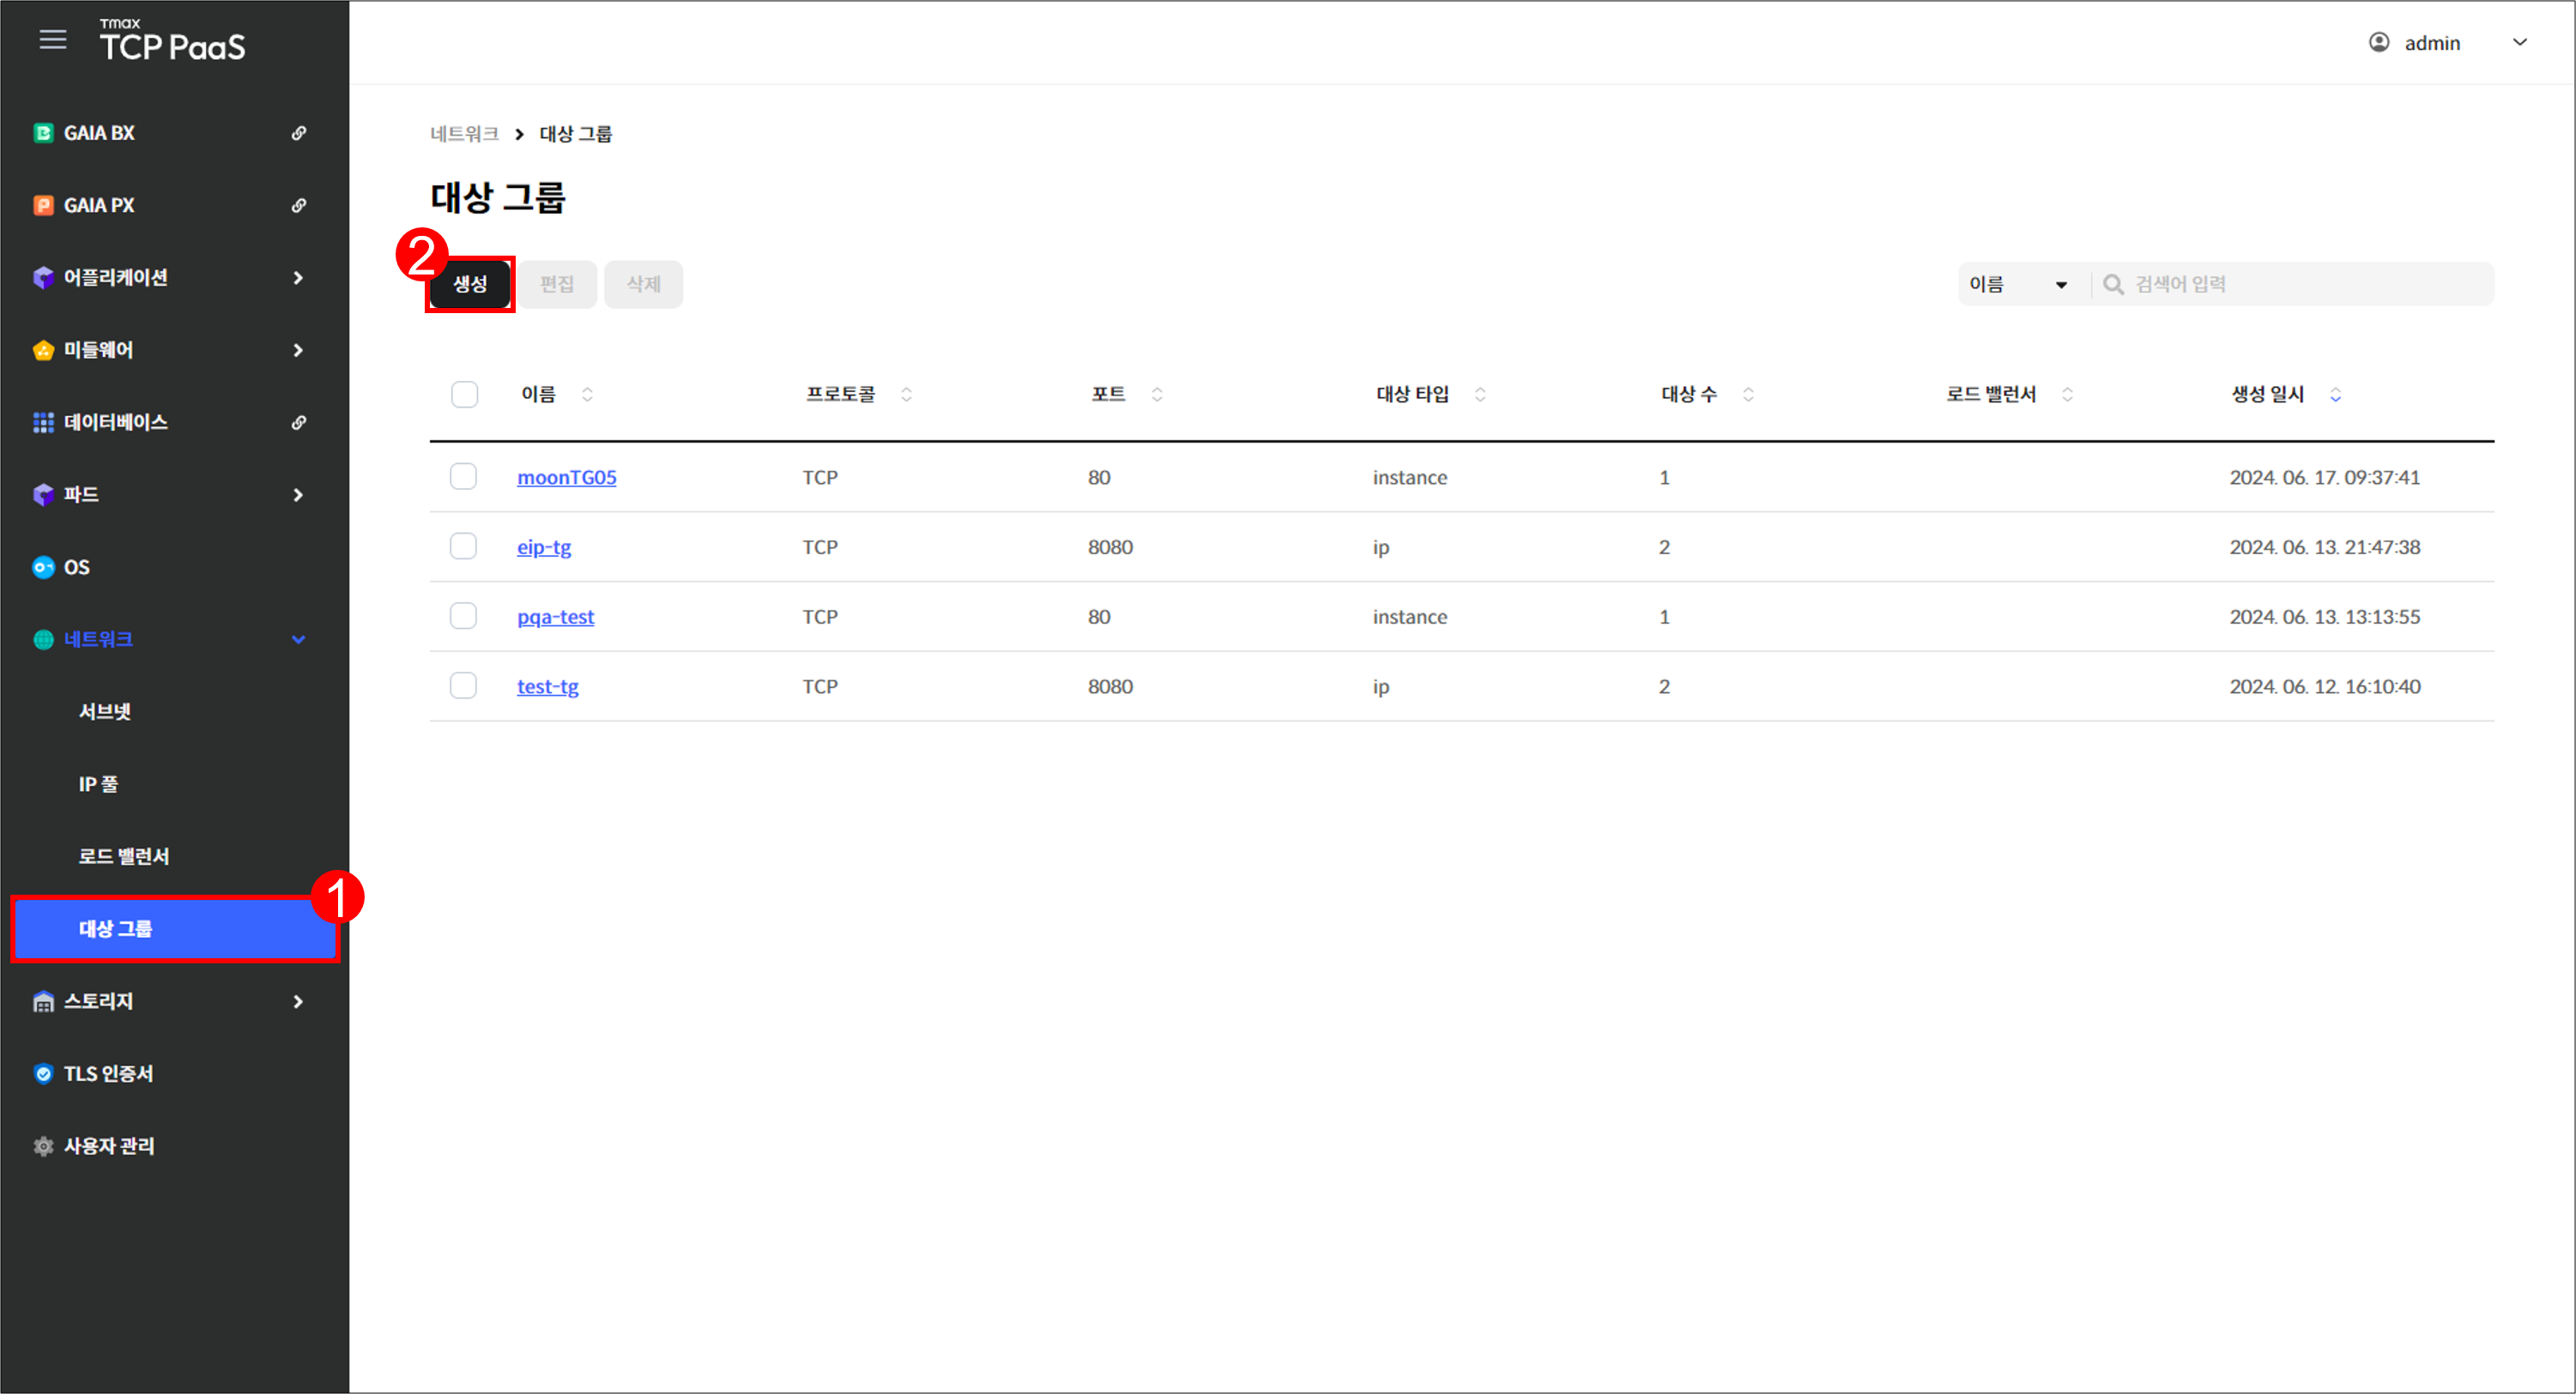 Tmax
TCP PaaS
admin
GAIA BX
GAIA PX
어플리케이션
미들웨어
데이터베이스
파드
OS
네트워크
서브넷
IP 풀
로드 밸런서
대상 그룹
1
스토리지
TLS 인증서
사용자 관리
네트워크 > 대상 그룹
대상 그룹
2
생성 편집 삭제 이름 검색어 입력
이름 프로토콜 포트 대상 타입 대상 수 로드 밸런서 생성 일시
moonTG05 TCP 80 instance 1 2024. 06. 17. 09:37:41
eip-tg TCP 8080 ip 2 2024. 06. 13. 21:47:38
pqa-test TCP 80 instance 1 2024. 06. 13. 13:13:55
test-tg TCP 8080 ip 2 2024. 06. 12. 16:10:40